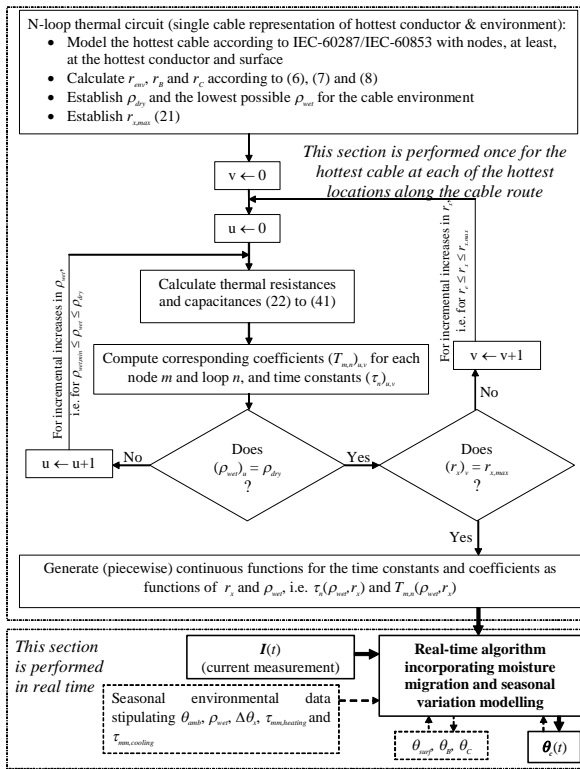 N-loop thermal circuit (single cable representation of hottest conductor & environment):
• Model the hottest cable according to IEC-60287/IEC-60853 with nodes, at least,
at the hottest conductor and surface
• Calculate r_env, r_B and r_C according to (6), (7) and (8)
• Establish ρ_dry and the lowest possible ρ_wet for the cable environment
• Establish r_x,max (21)
This section is performed once for the
hottest cable at each of the hottest
locations along the cable route
v ← 0
u ← 0
For incremental increases in ρ_wet,
i.e. for ρ_wet,min ≤ ρ_wet ≤ ρ_dry
Calculate thermal resistances
and capacitances (22) to (41)
For incremental increases in r_x,
i.e. for r_e ≤ r_x ≤ r_x,max
v ← v+1
Compute corresponding coefficients (T_m,n)_u,v for each
node m and loop n, and time constants (τ_n)_u,v
No
u ← u+1
No
Does
(ρ_wet)_u = ρ_dry
?
Yes
Does
(r_x)_v = r_x,max
?
Yes
Generate (piecewise) continuous functions for the time constants and coefficients as
functions of r_x and ρ_wet, i.e. τ_n(ρ_wet,r_x) and T_m,n(ρ_wet,r_x)
This section
is performed
in real time
I(t)
(current measurement)
Seasonal environmental data
stipulating θ_amb, ρ_wet, Δθ_x, τ_mm,heating and
τ_mm,cooling
Real-time algorithm
incorporating moisture
migration and seasonal
variation modelling
θ_surf, θ_B, θ_C
θ_e(t)